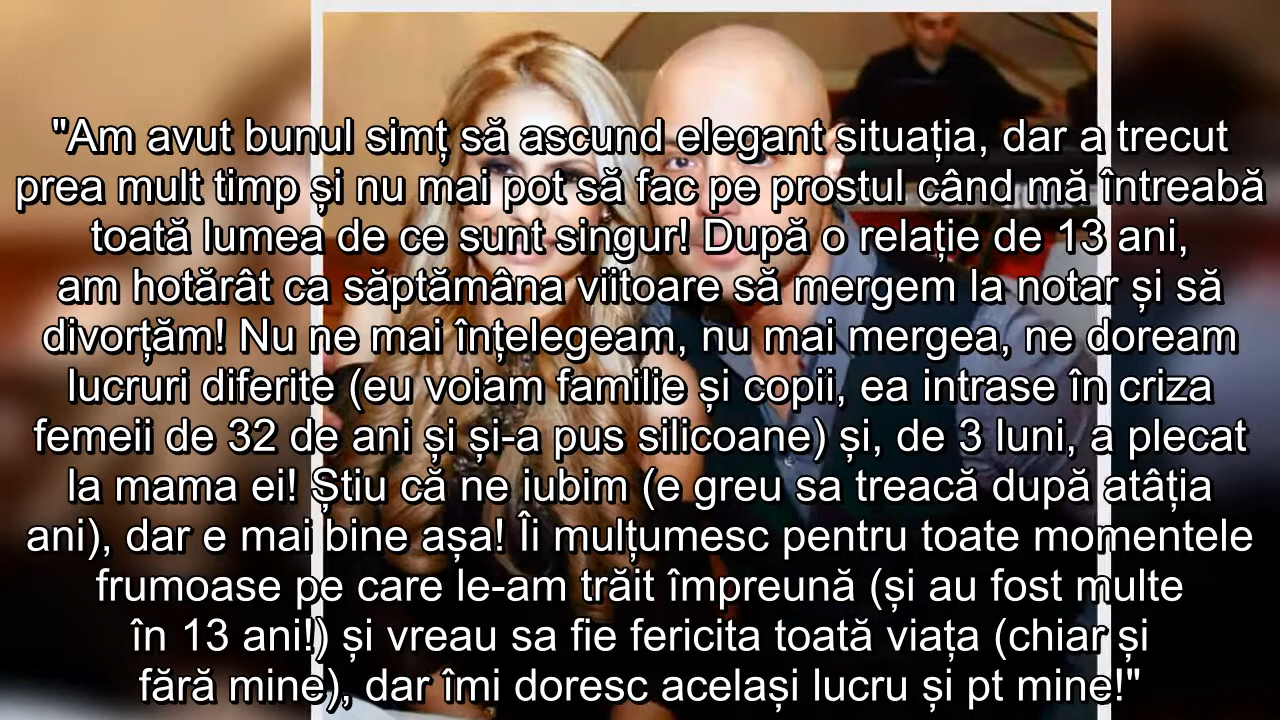 "Am avut bunul simț să ascund elegant situația, dar a trecut
prea mult timp și nu mai pot să fac pe prostul când mă întreabă
toată lumea de ce sunt singur! După o relație de 13 ani,
am hotărât ca săptămâna viitoare să mergem la notar și să
divorțăm! Nu ne mai înțelegeam, nu mai mergea, ne doream
lucruri diferite (eu voiam familie și copii, ea intrase în criza
femeii de 32 de ani și și-a pus silicoane) și, de 3 luni, a plecat
la mama ei! Știu că ne iubim (e greu sa treacă după atâția
ani), dar e mai bine așa! Îi mulțumesc pentru toate momentele
frumoase pe care le-am trăit împreună (și au fost multe
în 13 ani!) și vreau sa fie fericita toată viața (chiar și
fără mine), dar îmi doresc același lucru și pt mine!"